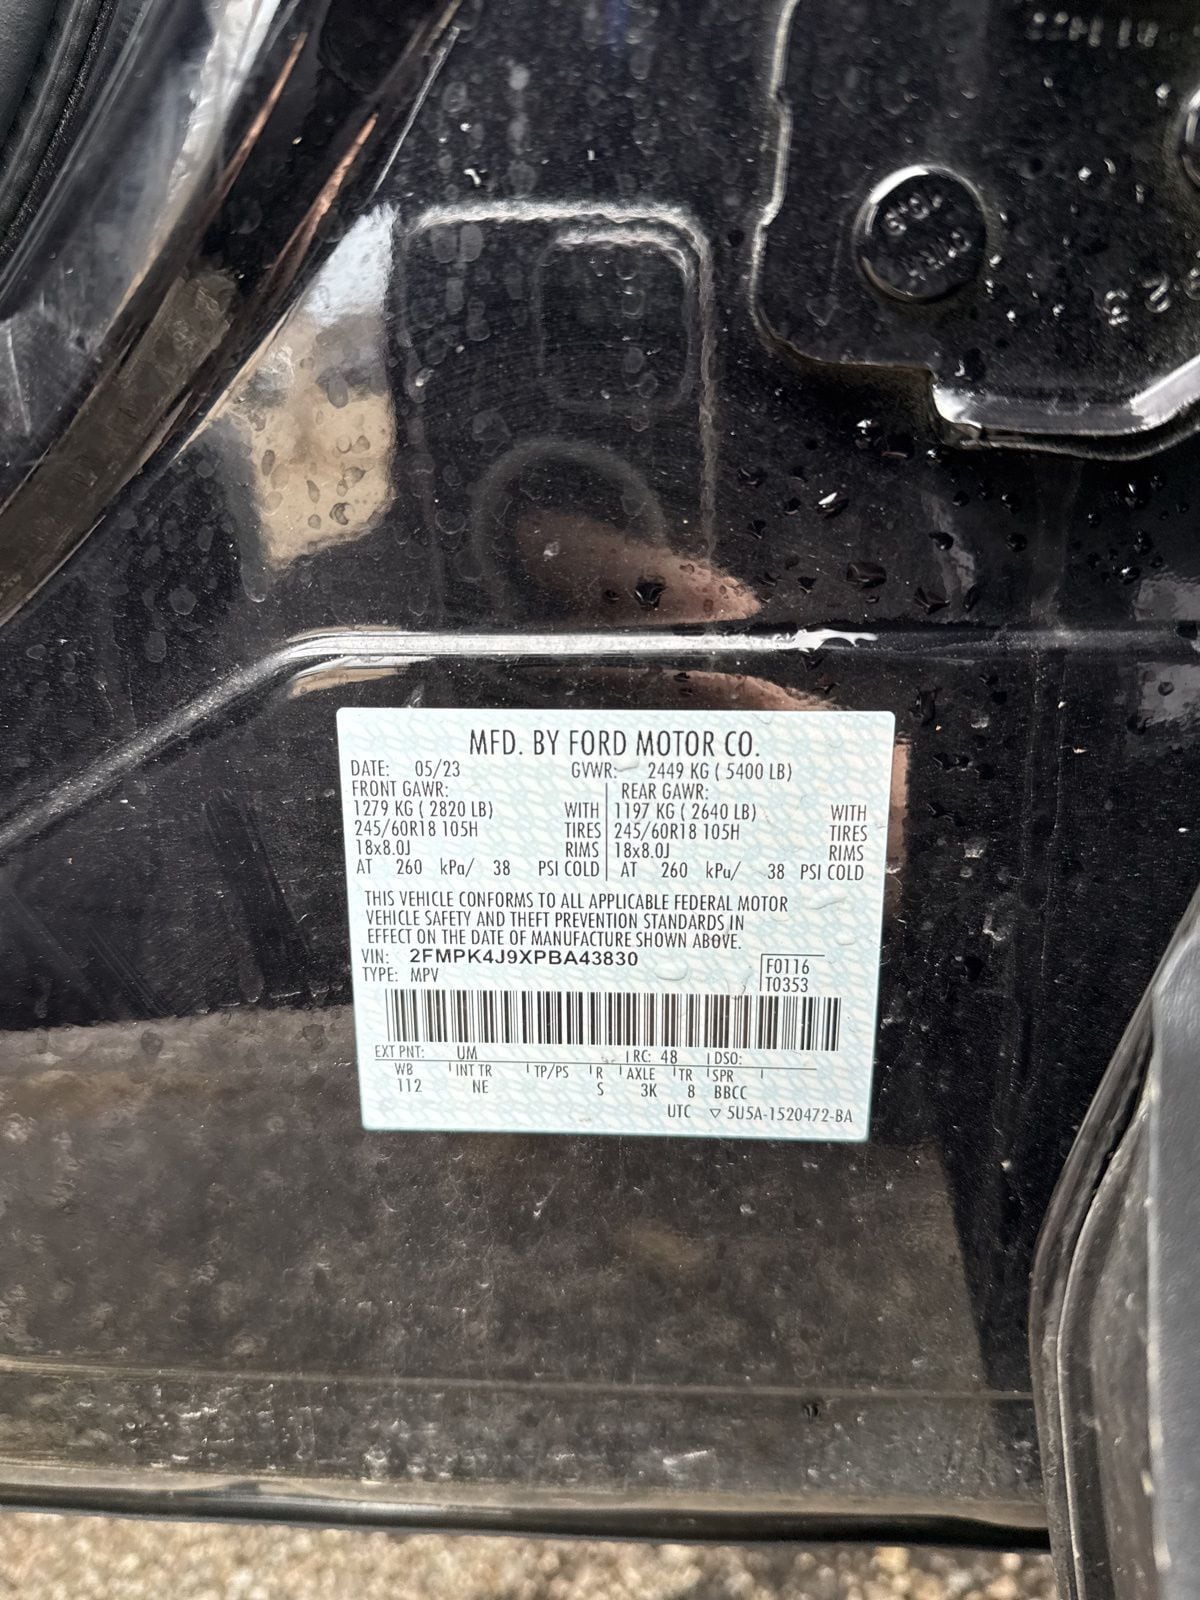 MFD. BY FORD MOTOR CO.
DATE: 05/23 GVWR: 2449 KG ( 5400 LB)
FRONT GAWR: REAR GAWR:
1279 KG ( 2820 LB) WITH 1197 KG ( 2640 LB) WITH
245/60R18 105H TIRES 245/60R18 105H TIRES
18x8.0J RIMS 18x8.0J RIMS
AT 260 kPa/ 38 PSI COLD AT 260 kPa/ 38 PSI COLD
THIS VEHICLE CONFORMS TO ALL APPLICABLE FEDERAL MOTOR
VEHICLE SAFETY AND THEFT PREVENTION STANDARDS IN
EFFECT ON THE DATE OF MANUFACTURE SHOWN ABOVE.
VIN: 2FMPK4J9XPBA43830 F0116
TYPE: MPV T0353
EXT PNT: UM RC: 48 DSO:
WB INT TR TP/PS R AXLE TR SPR
112 NE S 3K 8 BBCC
UTC ▽ 5U5A-1520472-BA